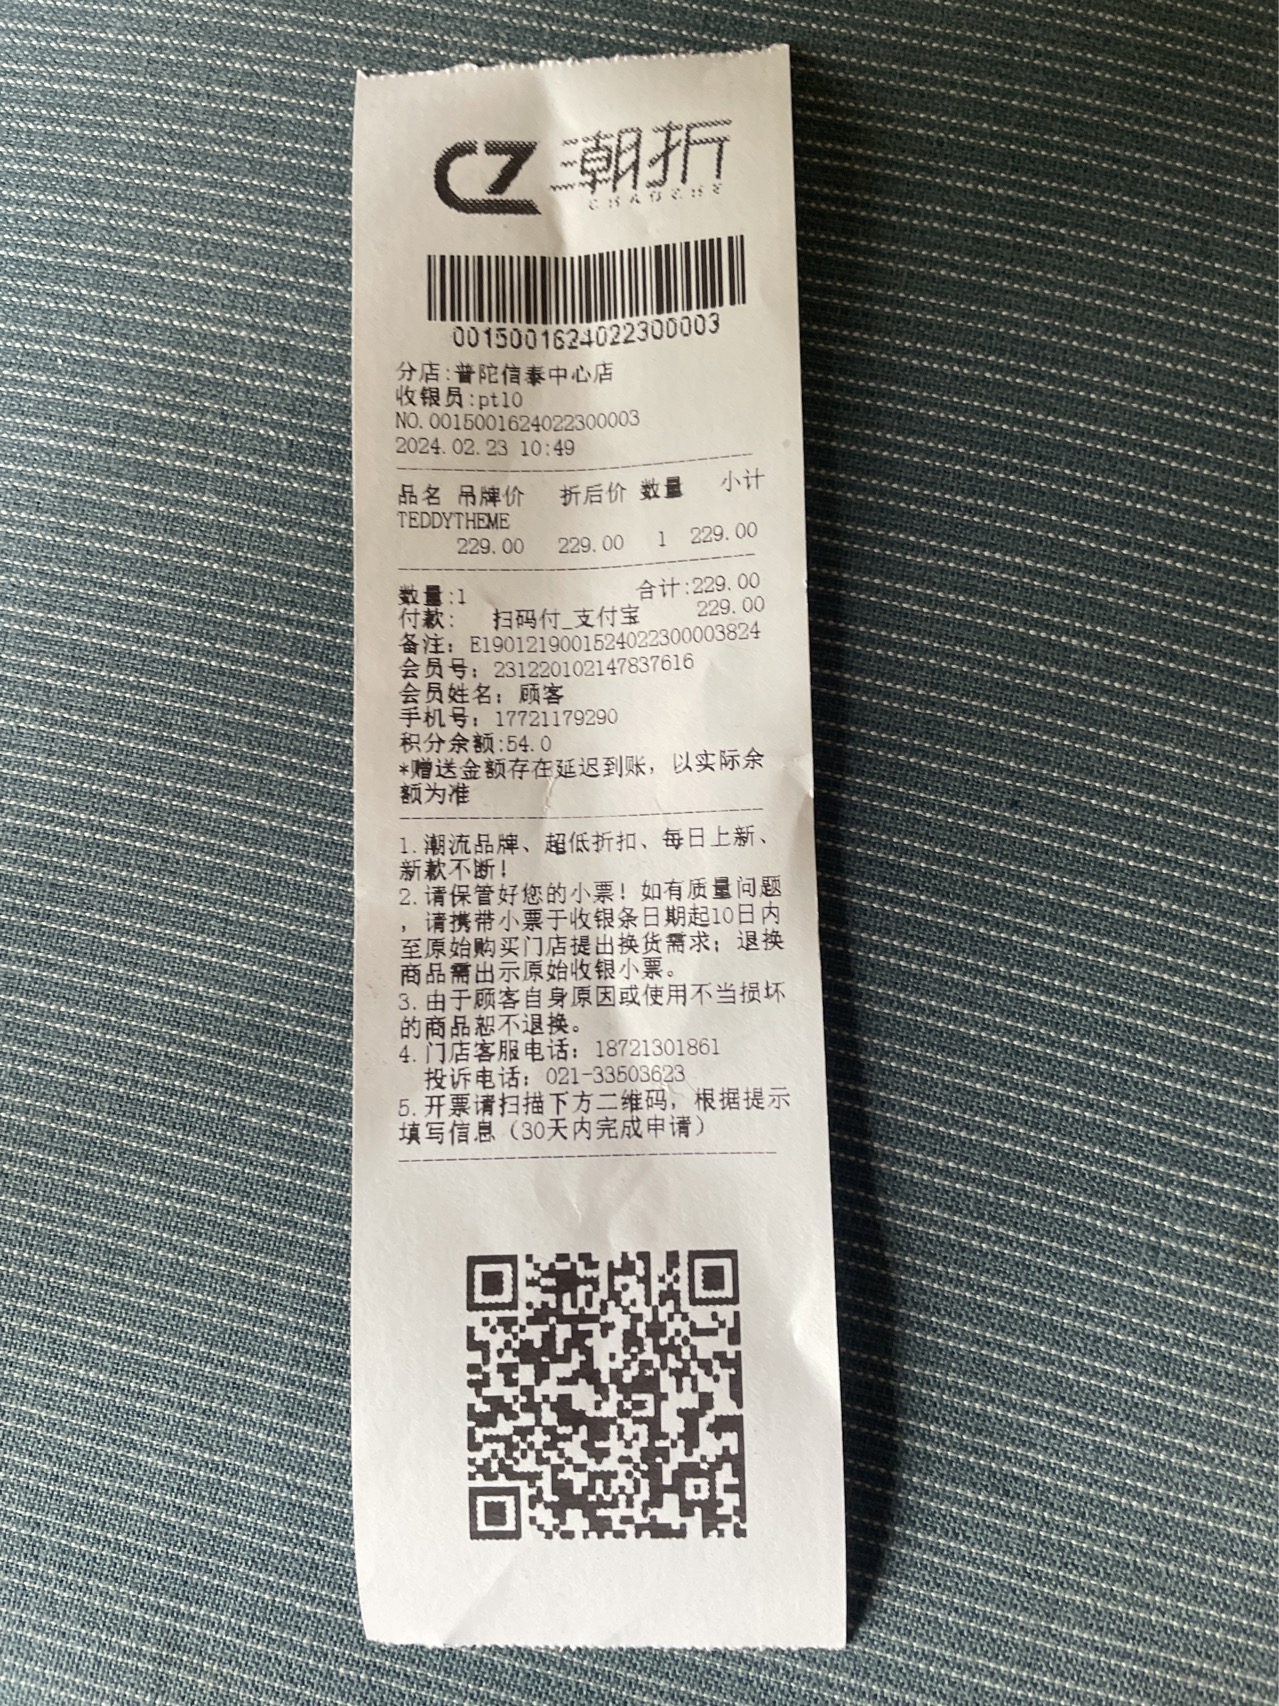 CZ 潮折
CHAOZHE
0015001624022300003
分店:普陀信泰中心店
收银员:pt10
NO.0015001624022300003
2024.02.23 10:49
品名 吊牌价 折后价 数量 小计
TEDDYTHEME
229.00 229.00 1 229.00
数量:1 合计:229.00
付款: 扫码付_支付宝 229.00
备注: E19012190015240223000038​24
会员号: 231220102147837616
会员姓名: 顾客
手机号: 17721179290
积分余额:54.0
*赠送金额存在延迟到账，以实际余
额为准
1.潮流品牌、超低折扣、每日上新、
新款不断！
2.请保管好您的小票！如有质量问题
，请携带小票于收银条日期起10日内
至原始购买门店提出换货需求；退换
商品需出示原始收银小票。
3.由于顾客自身原因或使用不当损坏
的商品恕不退换。
4.门店客服电话：18721301861
投诉电话：021-33503623
5.开票请扫描下方二维码，根据提示
填写信息（30天内完成申请）